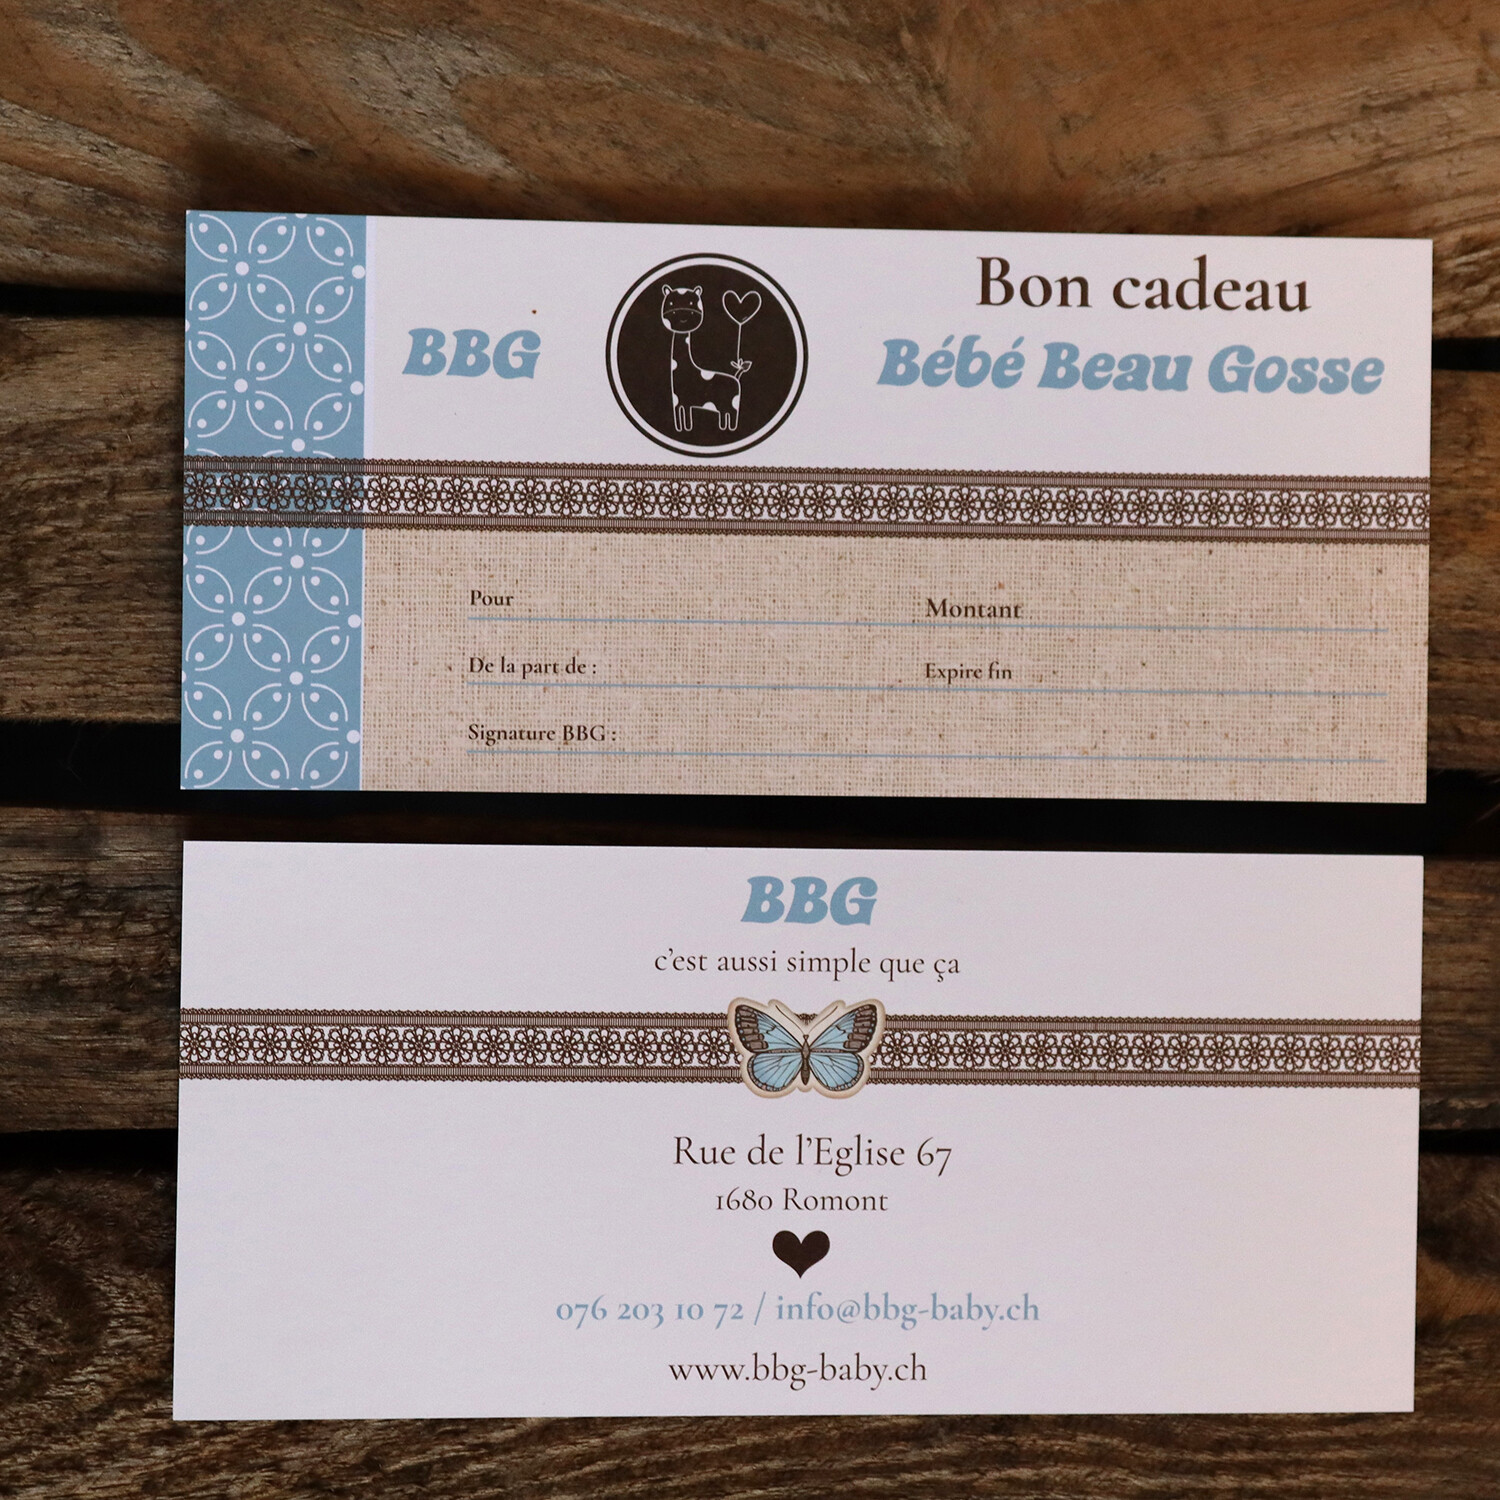 BBG
Bon cadeau
Bébé Beau Gosse
Pour
Montant
De la part de :
Expire fin
Signature BBG :
BBG
c'est aussi simple que ça
Rue de l'Eglise 67
1680 Romont
076 203 10 72 / info@bbg-baby.ch
www.bbg-baby.ch